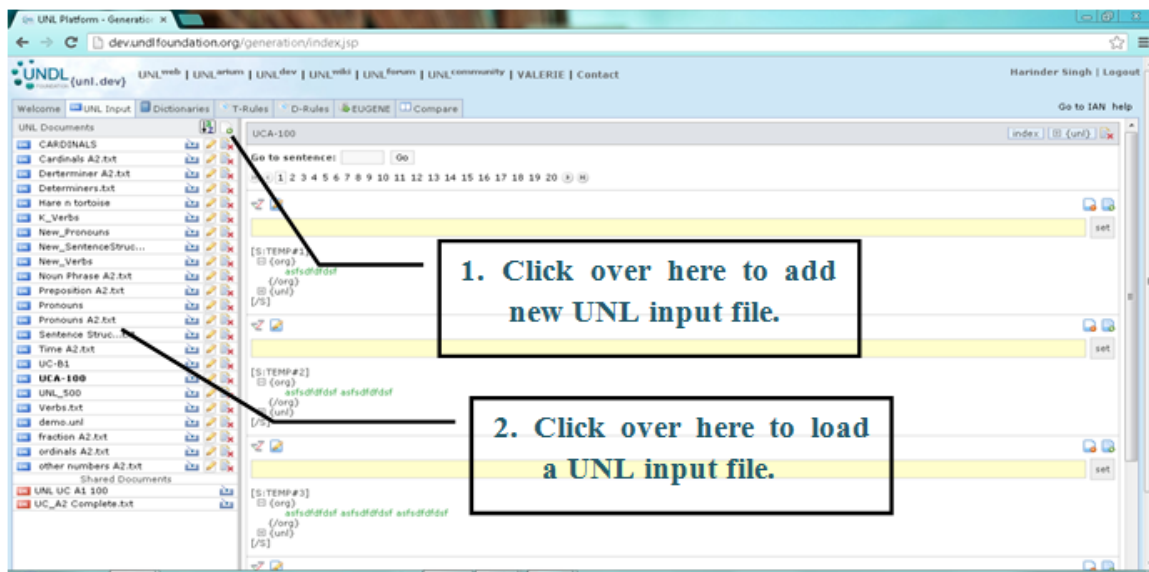 UNL Platform - Generatio
dev.undlfoundation.org/generation/index.jsp
UNDL {unl.dev}
FOUNDATION
UNLweb | UNLarium | UNLdev | UNLwiki | UNLforum | UNLcommunity | VALERIE | Contact
Harinder Singh | Logout
Welcome UNL Input Dictionaries T-Rules D-Rules EUGENE Compare
Go to IAN help
UNL Documents
CARDINALS
Cardinals A2.txt
Derterminer A2.txt
Determiners.txt
Hare n tortoise
K_Verbs
New_Pronouns
New_SentenceStruc...
New_Verbs
Noun Phrase A2.txt
Preposition A2.txt
Pronouns
Pronouns A2.txt
Sentence Struc...txt
Time A2.txt
UC-B1
UCA-100
UNL_500
Verbs.txt
demo.unl
fraction A2.txt
ordinals A2.txt
other numbers A2.txt
Shared Documents
UNL UC A1 100
UC_A2 Complete.txt
UCA-100
index {unl}
Go to sentence: Go
1 2 3 4 5 6 7 8 9 10 11 12 13 14 15 16 17 18 19 20
set
[S:TEMP#1]
{org}
asfsdfdfdsf
{/org}
{unl}
[/S]
set
[S:TEMP#2]
{org}
asfsdfdfdsf asfsdfdfdsf
{/org}
{unl}
[/S]
set
[S:TEMP#3]
{org}
asfsdfdfdsf asfsdfdfdsf asfsdfdfdsf
{/org}
{unl}
[/S]
1. Click over here to add
new UNL input file.
2. Click over here to load
a UNL input file.